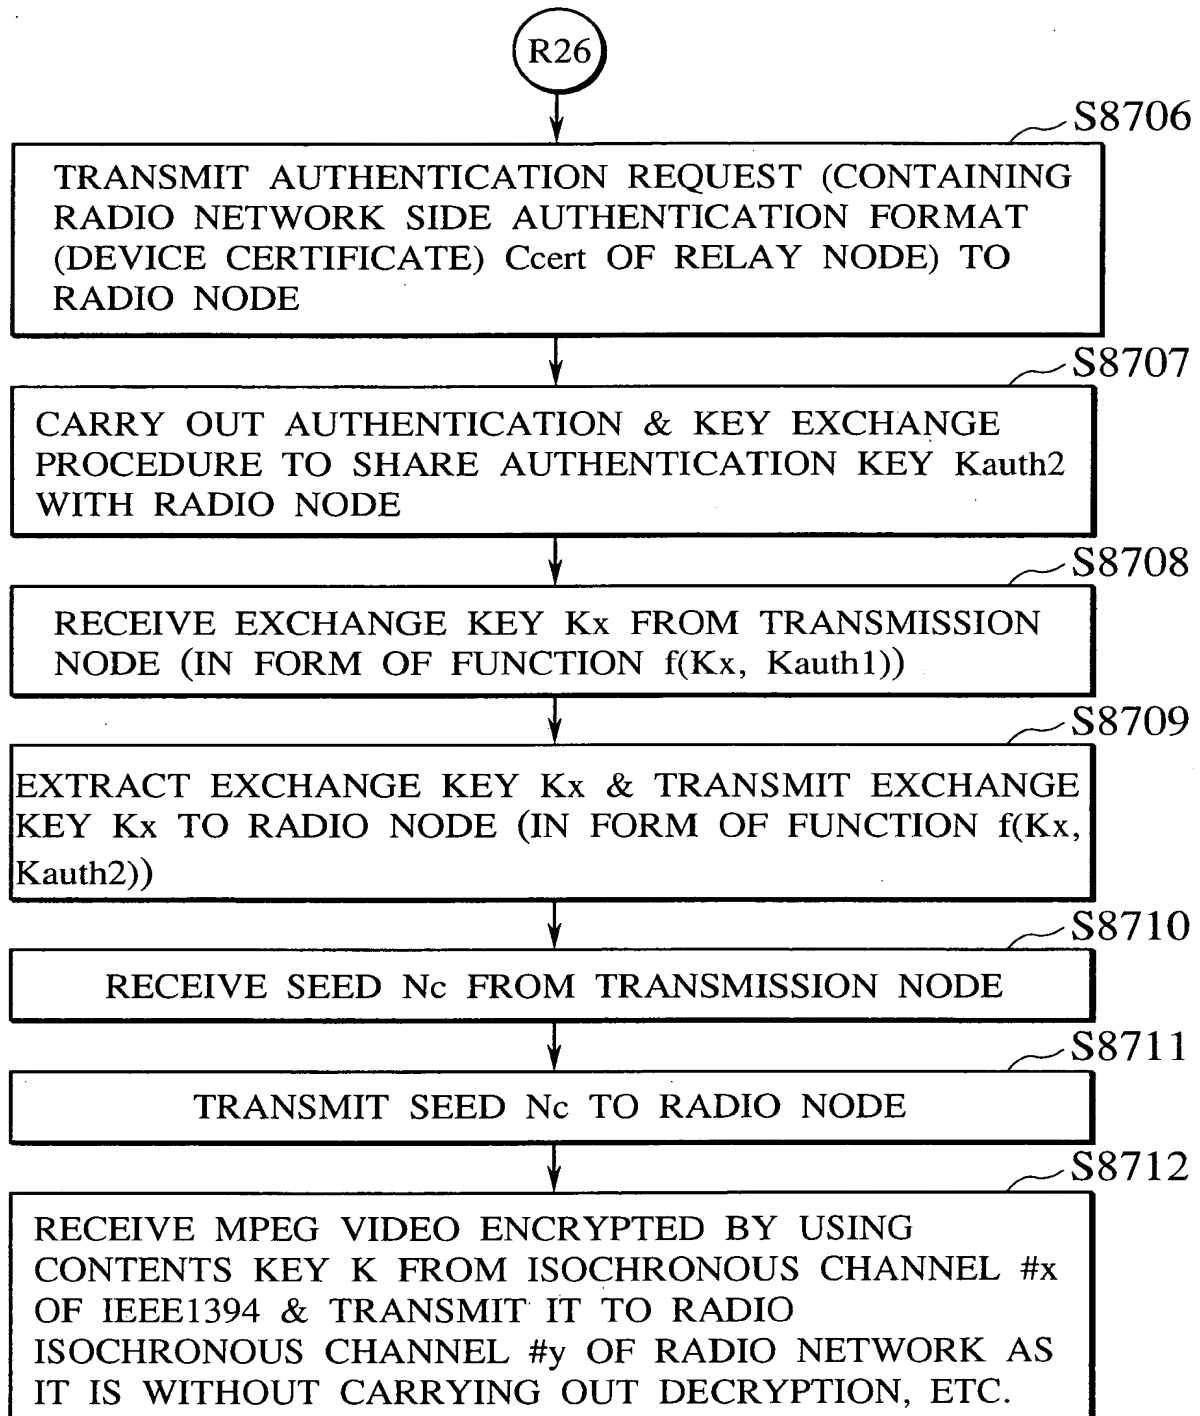 R26
S8706
TRANSMIT AUTHENTICATION REQUEST (CONTAINING
RADIO NETWORK SIDE AUTHENTICATION FORMAT
(DEVICE CERTIFICATE) Ccert OF RELAY NODE) TO
RADIO NODE
S8707
CARRY OUT AUTHENTICATION & KEY EXCHANGE
PROCEDURE TO SHARE AUTHENTICATION KEY Kauth2
WITH RADIO NODE
S8708
RECEIVE EXCHANGE KEY Kx FROM TRANSMISSION
NODE (IN FORM OF FUNCTION f(Kx, Kauth1))
S8709
EXTRACT EXCHANGE KEY Kx & TRANSMIT EXCHANGE
KEY Kx TO RADIO NODE (IN FORM OF FUNCTION f(Kx,
Kauth2))
S8710
RECEIVE SEED Nc FROM TRANSMISSION NODE
S8711
TRANSMIT SEED Nc TO RADIO NODE
S8712
RECEIVE MPEG VIDEO ENCRYPTED BY USING
CONTENTS KEY K FROM ISOCHRONOUS CHANNEL #x
OF IEEE1394 & TRANSMIT IT TO RADIO
ISOCHRONOUS CHANNEL #y OF RADIO NETWORK AS
IT IS WITHOUT CARRYING OUT DECRYPTION, ETC.